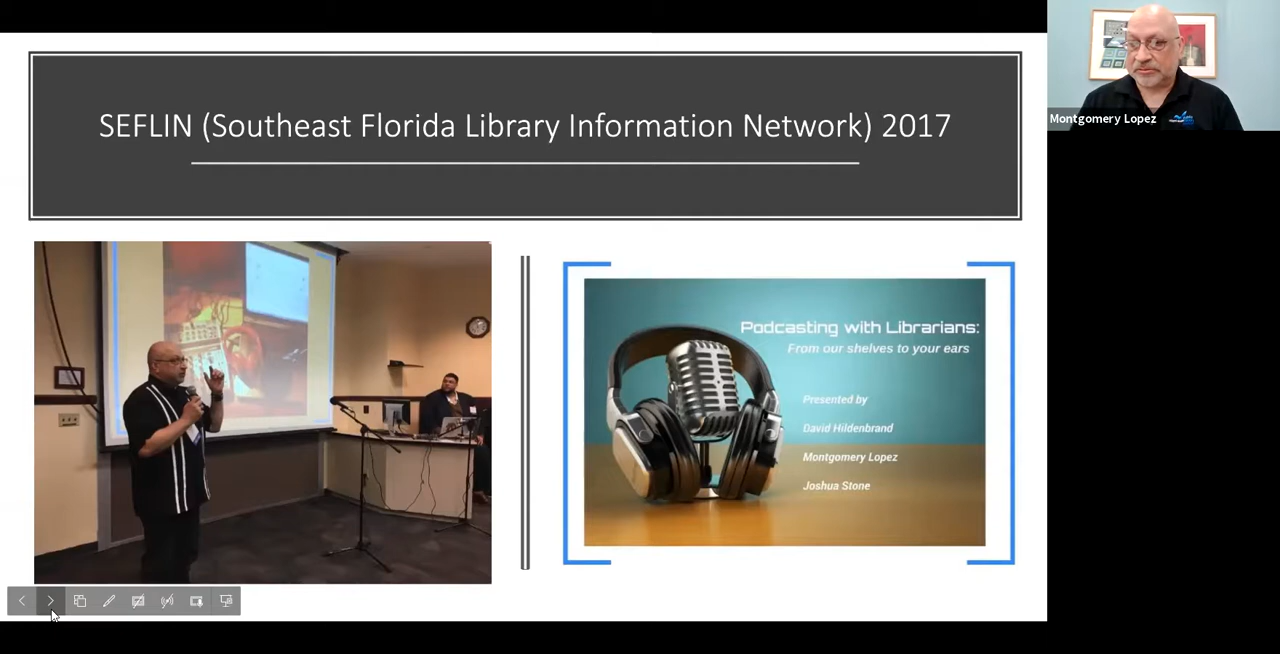 SEFLIN (Southeast Florida Library Information Network) 2017
Podcasting with Librarians:
From our shelves to your ears
Presented by
David Hildenbrand
Montgomery Lopez
Joshua Stone
Montgomery Lopez